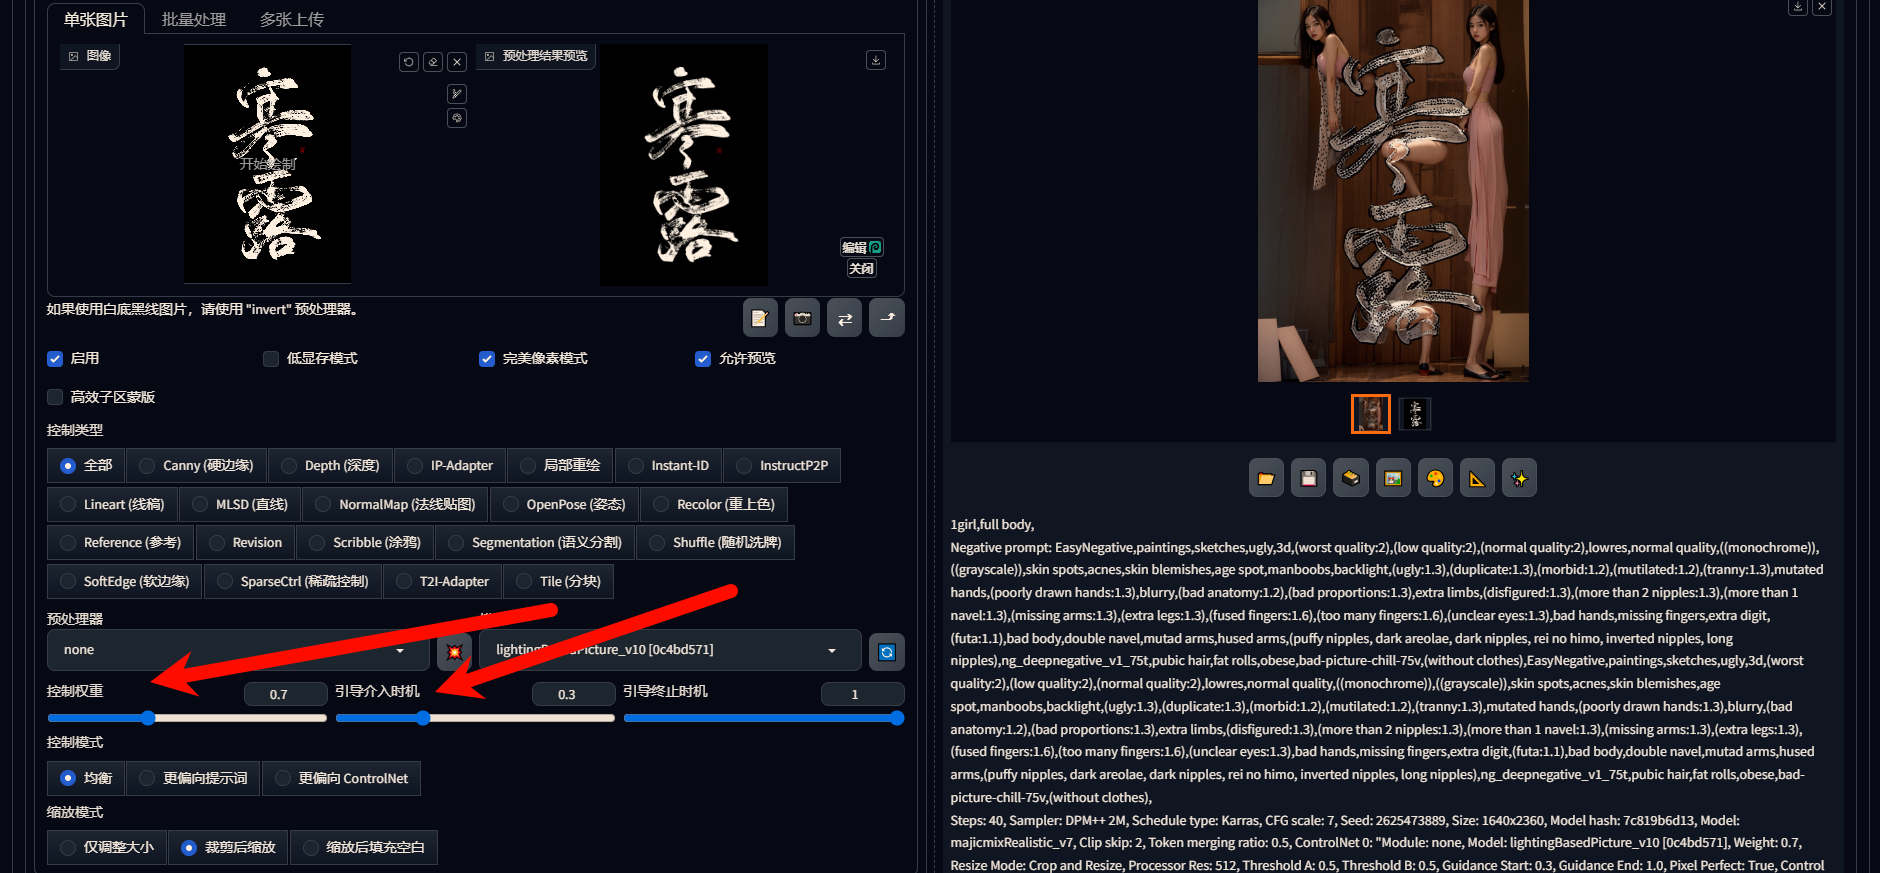 单张图片
批量处理
多张上传
图像
寒露
开始绘制
预处理结果预览
寒露
编辑
关闭
如果使用白底黑线图片，请使用 "invert" 预处理器。
启用
低显存模式
完美像素模式
允许预览
高效子区蒙版
控制类型
全部
Canny (硬边缘)
Depth (深度)
IP-Adapter
局部重绘
Instant-ID
InstructP2P
Lineart (线稿)
MLSD (直线)
NormalMap (法线贴图)
OpenPose (姿态)
Recolor (重上色)
Reference (参考)
Revision
Scribble (涂鸦)
Segmentation (语义分割)
Shuffle (随机洗牌)
SoftEdge (软边缘)
SparseCtrl (稀疏控制)
T2I-Adapter
Tile (分块)
预处理器
none
lightingBasedPicture_v10 [0c4bd571]
控制权重
0.7
引导介入时机
0.3
引导终止时机
1
控制模式
均衡
更偏向提示词
更偏向 ControlNet
缩放模式
仅调整大小
裁剪后缩放
缩放后填充空白
寒露
寒露
1girl,full body,
Negative prompt: EasyNegative,paintings,sketches,ugly,3d,(worst quality:2),(low quality:2),(normal quality:2),lowres,normal quality,((monochrome)),
((grayscale)),skin spots,acnes,skin blemishes,age spot,manboobs,backlight,(ugly:1.3),(duplicate:1.3),(morbid:1.2),(mutilated:1.2),(tranny:1.3),mutated
hands,(poorly drawn hands:1.3),blurry,(bad anatomy:1.2),(bad proportions:1.3),extra limbs,(disfigured:1.3),(more than 2 nipples:1.3),(more than 1
navel:1.3),(missing arms:1.3),(extra legs:1.3),(fused fingers:1.6),(too many fingers:1.6),(unclear eyes:1.3),bad hands,missing fingers,extra digit,
(futa:1.1),bad body,double navel,mutad arms,hused arms,(puffy nipples, dark areolae, dark nipples, rei no himo, inverted nipples, long
nipples),ng_deepnegative_v1_75t,pubic hair,fat rolls,obese,bad-picture-chill-75v,(without clothes),EasyNegative,paintings,sketches,ugly,3d,(worst
quality:2),(low quality:2),(normal quality:2),lowres,normal quality,((monochrome)),((grayscale)),skin spots,acnes,skin blemishes,age
spot,manboobs,backlight,(ugly:1.3),(duplicate:1.3),(morbid:1.2),(mutilated:1.2),(tranny:1.3),mutated hands,(poorly drawn hands:1.3),blurry,(bad
anatomy:1.2),(bad proportions:1.3),extra limbs,(disfigured:1.3),(more than 2 nipples:1.3),(more than 1 navel:1.3),(missing arms:1.3),(extra legs:1.3),
(fused fingers:1.6),(too many fingers:1.6),(unclear eyes:1.3),bad hands,missing fingers,extra digit,(futa:1.1),bad body,double navel,mutad arms,hused
arms,(puffy nipples, dark areolae, dark nipples, rei no himo, inverted nipples, long nipples),ng_deepnegative_v1_75t,pubic hair,fat rolls,obese,bad-
picture-chill-75v,(without clothes),
Steps: 40, Sampler: DPM++ 2M, Schedule type: Karras, CFG scale: 7, Seed: 2625473889, Size: 1640x2360, Model hash: 7c819b6d13, Model:
majicmixRealistic_v7, Clip skip: 2, Token merging ratio: 0.5, ControlNet 0: "Module: none, Model: lightingBasedPicture_v10 [0c4bd571], Weight: 0.7,
Resize Mode: Crop and Resize, Processor Res: 512, Threshold A: 0.5, Threshold B: 0.5, Guidance Start: 0.3, Guidance End: 1.0, Pixel Perfect: True, Control